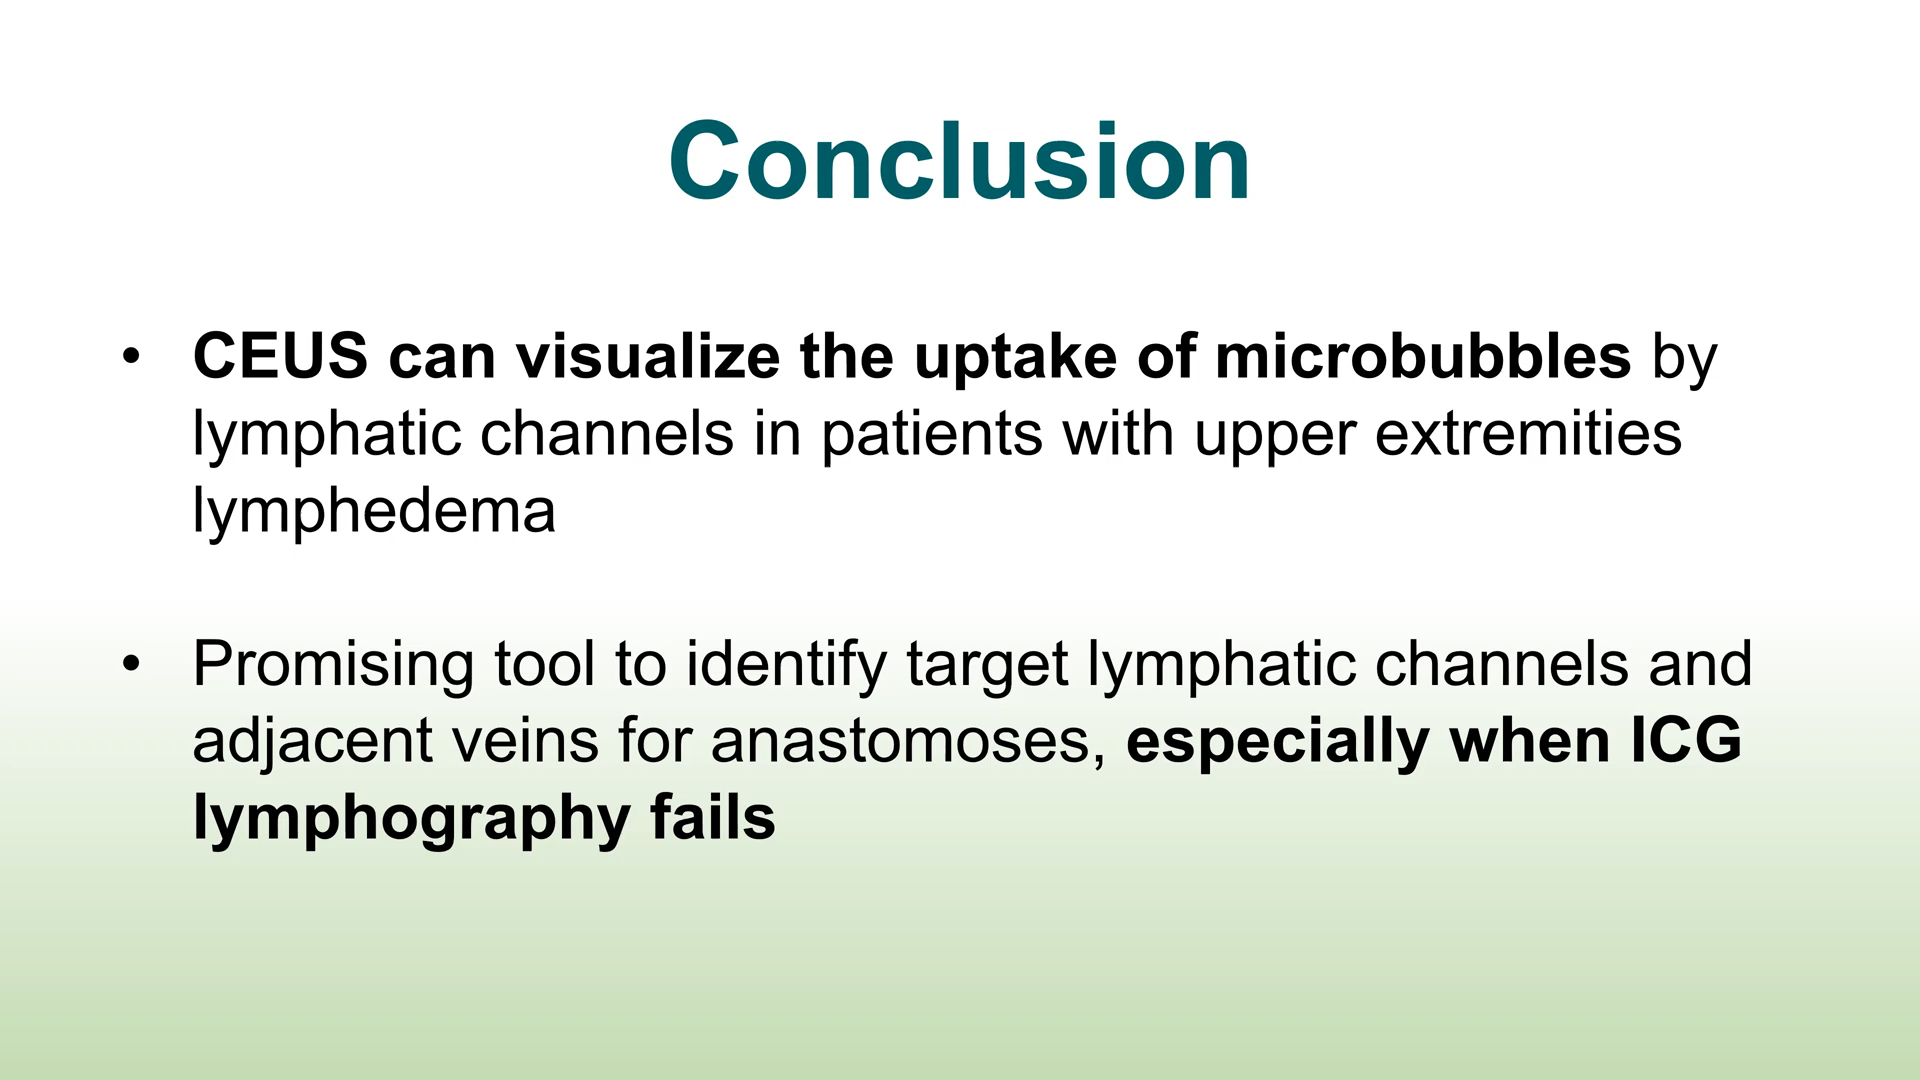 Conclusion
• CEUS can visualize the uptake of microbubbles by
lymphatic channels in patients with upper extremities
lymphedema
• Promising tool to identify target lymphatic channels and
adjacent veins for anastomoses, especially when ICG
lymphography fails